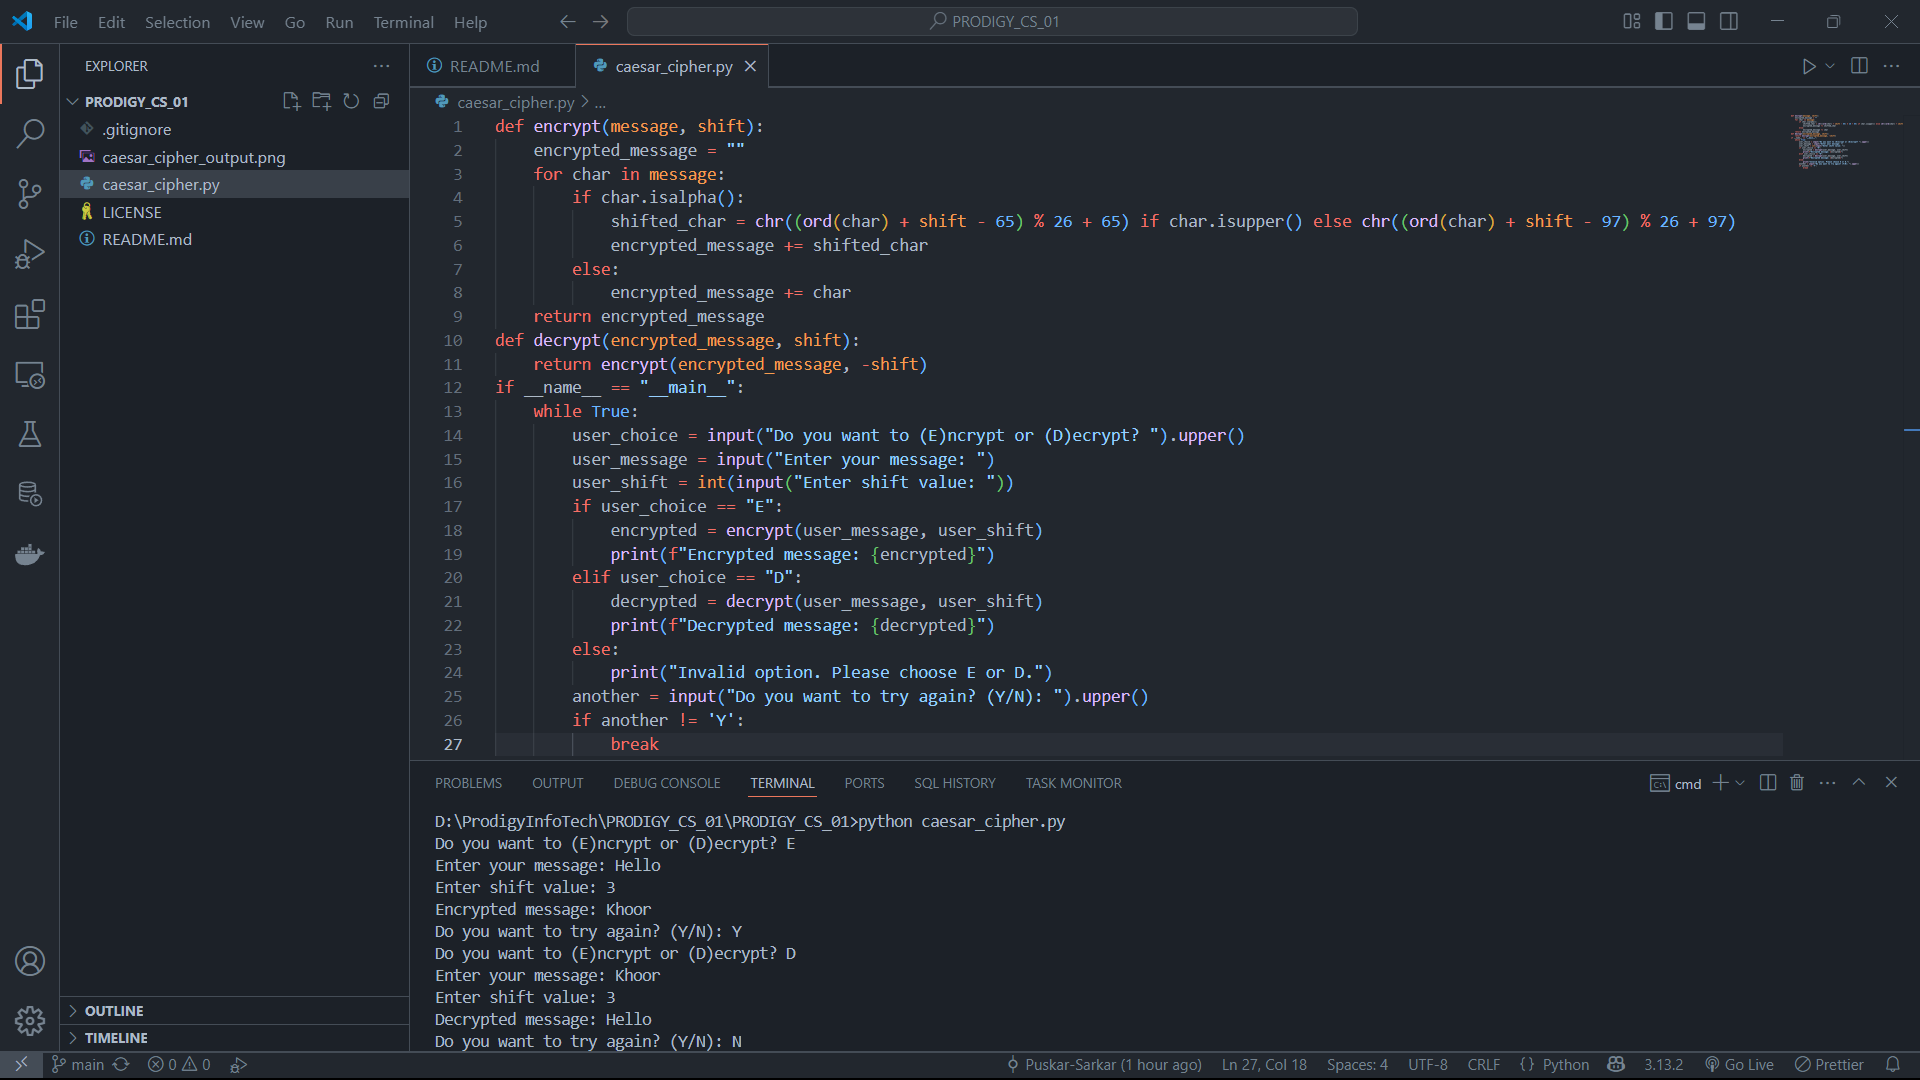 File Edit Selection View Go Run Terminal Help
PRODIGY_CS_01
EXPLORER
PRODIGY_CS_01
.gitignore
caesar_cipher_output.png
caesar_cipher.py
LICENSE
README.md
OUTLINE
TIMELINE
README.md caesar_cipher.py
caesar_cipher.py > ...
1 def encrypt(message, shift):
2     encrypted_message = ""
3     for char in message:
4         if char.isalpha():
5             shifted_char = chr((ord(char) + shift - 65) % 26 + 65) if char.isupper() else chr((ord(char) + shift - 97) % 26 + 97)
6             encrypted_message += shifted_char
7         else:
8             encrypted_message += char
9     return encrypted_message
10 def decrypt(encrypted_message, shift):
11     return encrypt(encrypted_message, -shift)
12 if __name__ == "__main__":
13     while True:
14         user_choice = input("Do you want to (E)ncrypt or (D)ecrypt? ").upper()
15         user_message = input("Enter your message: ")
16         user_shift = int(input("Enter shift value: "))
17         if user_choice == "E":
18             encrypted = encrypt(user_message, user_shift)
19             print(f"Encrypted message: {encrypted}")
20         elif user_choice == "D":
21             decrypted = decrypt(user_message, user_shift)
22             print(f"Decrypted message: {decrypted}")
23         else:
24             print("Invalid option. Please choose E or D.")
25         another = input("Do you want to try again? (Y/N): ").upper()
26         if another != 'Y':
27             break
PROBLEMS OUTPUT DEBUG CONSOLE TERMINAL PORTS SQL HISTORY TASK MONITOR
cmd
D:\ProdigyInfoTech\PRODIGY_CS_01\PRODIGY_CS_01>python caesar_cipher.py
Do you want to (E)ncrypt or (D)ecrypt? E
Enter your message: Hello
Enter shift value: 3
Encrypted message: Khoor
Do you want to try again? (Y/N): Y
Do you want to (E)ncrypt or (D)ecrypt? D
Enter your message: Khoor
Enter shift value: 3
Decrypted message: Hello
Do you want to try again? (Y/N): N
main 0 0 Puskar-Sarkar (1 hour ago) Ln 27, Col 18 Spaces: 4 UTF-8 CRLF {} Python 3.13.2 Go Live Prettier